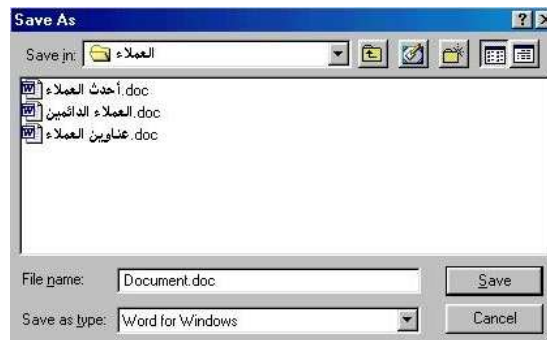 Save As
Save in: العملاء
أحدث العملاء.doc
العملاء الدائمين.doc
عناوين العملاء.doc
File name: Document.doc Save
Save as type: Word for Windows Cancel